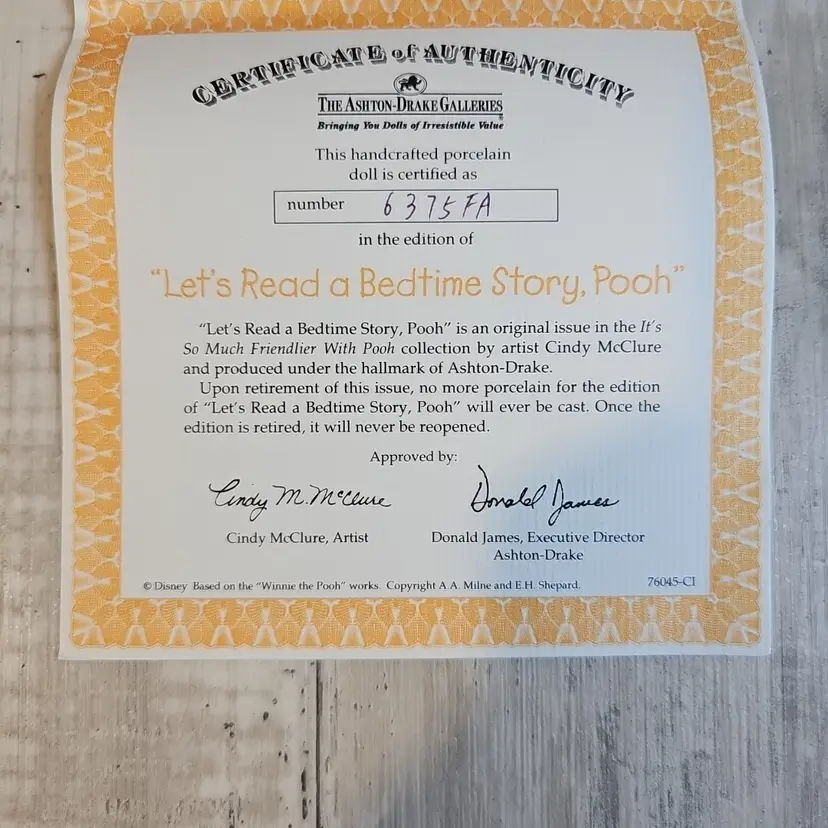 CERTIFICATE of AUTHENTICITY
THE ASHTON-DRAKE GALLERIES
Bringing You Dolls of Irresistible Value
This handcrafted porcelain
doll is certified as
number 6375FA
in the edition of
"Let's Read a Bedtime Story, Pooh"
"Let's Read a Bedtime Story, Pooh" is an original issue in the It's
So Much Friendlier With Pooh collection by artist Cindy McClure
and produced under the hallmark of Ashton-Drake.
Upon retirement of this issue, no more porcelain for the edition
of "Let's Read a Bedtime Story, Pooh" will ever be cast. Once the
edition is retired, it will never be reopened.
Approved by:
Cindy M. McClure Donald James
Cindy McClure, Artist Donald James, Executive Director
Ashton-Drake
© Disney Based on the "Winnie the Pooh" works. Copyright A.A. Milne and E.H. Shepard. 76045-CI